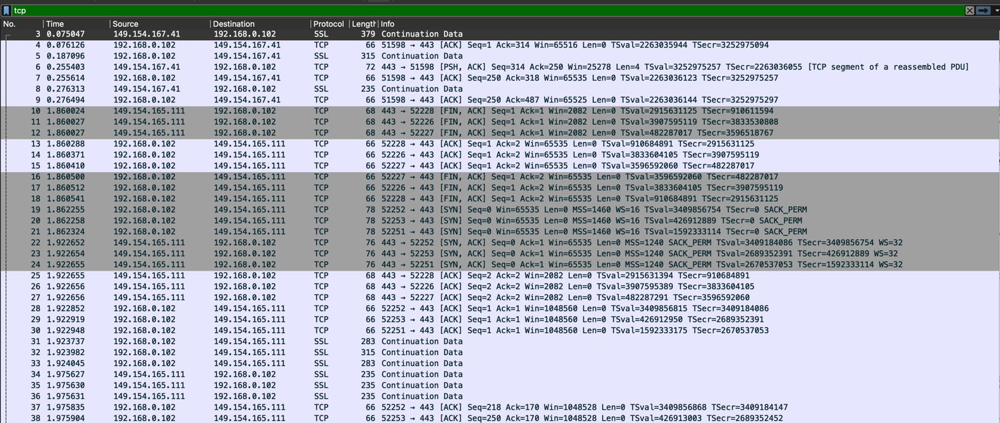 tcp
No. Time Source Destination Protocol Length Info
3 0.075047 149.154.167.41 192.168.0.102 SSL 379 Continuation Data
4 0.076126 192.168.0.102 149.154.167.41 TCP 66 51598 → 443 [ACK] Seq=1 Ack=314 Win=65516 Len=0 TSval=2263035944 TSecr=3252975094
5 0.187096 192.168.0.102 149.154.167.41 SSL 315 Continuation Data
6 0.255403 149.154.167.41 192.168.0.102 TCP 72 443 → 51598 [PSH, ACK] Seq=314 Ack=250 Win=25278 Len=4 TSval=3252975257 TSecr=2263036055 [TCP segment of a reassembled PDU]
7 0.255614 192.168.0.102 149.154.167.41 TCP 66 51598 → 443 [ACK] Seq=250 Ack=318 Win=65535 Len=0 TSval=2263036123 TSecr=3252975257
8 0.276313 149.154.167.41 192.168.0.102 SSL 235 Continuation Data
9 0.276494 192.168.0.102 149.154.167.41 TCP 66 51598 → 443 [ACK] Seq=250 Ack=487 Win=65525 Len=0 TSval=2263036144 TSecr=3252975297
10 1.860024 149.154.165.111 192.168.0.102 TCP 68 443 → 52228 [FIN, ACK] Seq=1 Ack=1 Win=2082 Len=0 TSval=2915631125 TSecr=910611594
11 1.860027 149.154.165.111 192.168.0.102 TCP 68 443 → 52226 [FIN, ACK] Seq=1 Ack=1 Win=2082 Len=0 TSval=3907595119 TSecr=3833530808
12 1.860027 149.154.165.111 192.168.0.102 TCP 68 443 → 52227 [FIN, ACK] Seq=1 Ack=1 Win=2082 Len=0 TSval=482287017 TSecr=3596518767
13 1.860288 192.168.0.102 149.154.165.111 TCP 66 52228 → 443 [ACK] Seq=1 Ack=2 Win=65535 Len=0 TSval=910684891 TSecr=2915631125
14 1.860371 192.168.0.102 149.154.165.111 TCP 66 52226 → 443 [ACK] Seq=1 Ack=2 Win=65535 Len=0 TSval=3833604105 TSecr=3907595119
15 1.860410 192.168.0.102 149.154.165.111 TCP 66 52227 → 443 [ACK] Seq=1 Ack=2 Win=65535 Len=0 TSval=3596592060 TSecr=482287017
16 1.860500 192.168.0.102 149.154.165.111 TCP 66 52227 → 443 [FIN, ACK] Seq=1 Ack=2 Win=65535 Len=0 TSval=3596592060 TSecr=482287017
17 1.860512 192.168.0.102 149.154.165.111 TCP 66 52226 → 443 [FIN, ACK] Seq=1 Ack=2 Win=65535 Len=0 TSval=3833604105 TSecr=3907595119
18 1.860541 192.168.0.102 149.154.165.111 TCP 66 52228 → 443 [FIN, ACK] Seq=1 Ack=2 Win=65535 Len=0 TSval=910684891 TSecr=2915631125
19 1.862255 192.168.0.102 149.154.165.111 TCP 78 52252 → 443 [SYN] Seq=0 Win=65535 Len=0 MSS=1460 WS=16 TSval=3409856754 TSecr=0 SACK_PERM
20 1.862258 192.168.0.102 149.154.165.111 TCP 78 52253 → 443 [SYN] Seq=0 Win=65535 Len=0 MSS=1460 WS=16 TSval=426912889 TSecr=0 SACK_PERM
21 1.862324 192.168.0.102 149.154.165.111 TCP 78 52251 → 443 [SYN] Seq=0 Win=65535 Len=0 MSS=1460 WS=16 TSval=1592333114 TSecr=0 SACK_PERM
22 1.922652 149.154.165.111 192.168.0.102 TCP 76 443 → 52252 [SYN, ACK] Seq=0 Ack=1 Win=65535 Len=0 MSS=1240 SACK_PERM TSval=3409184086 TSecr=3409856754 WS=32
23 1.922654 149.154.165.111 192.168.0.102 TCP 76 443 → 52253 [SYN, ACK] Seq=0 Ack=1 Win=65535 Len=0 MSS=1240 SACK_PERM TSval=2689352391 TSecr=426912889 WS=32
24 1.922655 149.154.165.111 192.168.0.102 TCP 76 443 → 52251 [SYN, ACK] Seq=0 Ack=1 Win=65535 Len=0 MSS=1240 SACK_PERM TSval=2670537053 TSecr=1592333114 WS=32
25 1.922655 149.154.165.111 192.168.0.102 TCP 68 443 → 52228 [ACK] Seq=2 Ack=2 Win=2082 Len=0 TSval=2915631394 TSecr=910684891
26 1.922656 149.154.165.111 192.168.0.102 TCP 68 443 → 52226 [ACK] Seq=2 Ack=2 Win=2082 Len=0 TSval=3907595389 TSecr=3833604105
27 1.922656 149.154.165.111 192.168.0.102 TCP 68 443 → 52227 [ACK] Seq=2 Ack=2 Win=2082 Len=0 TSval=482287291 TSecr=3596592060
28 1.922852 192.168.0.102 149.154.165.111 TCP 66 52252 → 443 [ACK] Seq=1 Ack=1 Win=1048560 Len=0 TSval=3409856815 TSecr=3409184086
29 1.922919 192.168.0.102 149.154.165.111 TCP 66 52253 → 443 [ACK] Seq=1 Ack=1 Win=1048560 Len=0 TSval=426912950 TSecr=2689352391
30 1.922948 192.168.0.102 149.154.165.111 TCP 66 52251 → 443 [ACK] Seq=1 Ack=1 Win=1048560 Len=0 TSval=1592333175 TSecr=2670537053
31 1.923737 192.168.0.102 149.154.165.111 SSL 283 Continuation Data
32 1.923982 192.168.0.102 149.154.165.111 SSL 315 Continuation Data
33 1.924045 192.168.0.102 149.154.165.111 SSL 283 Continuation Data
34 1.975627 149.154.165.111 192.168.0.102 SSL 235 Continuation Data
35 1.975630 149.154.165.111 192.168.0.102 SSL 235 Continuation Data
36 1.975631 149.154.165.111 192.168.0.102 SSL 235 Continuation Data
37 1.975835 192.168.0.102 149.154.165.111 TCP 66 52252 → 443 [ACK] Seq=218 Ack=170 Win=1048528 Len=0 TSval=3409856868 TSecr=3409184147
38 1.975904 192.168.0.102 149.154.165.111 TCP 66 52253 → 443 [ACK] Seq=250 Ack=170 Win=1048528 Len=0 TSval=426913003 TSecr=2689352452